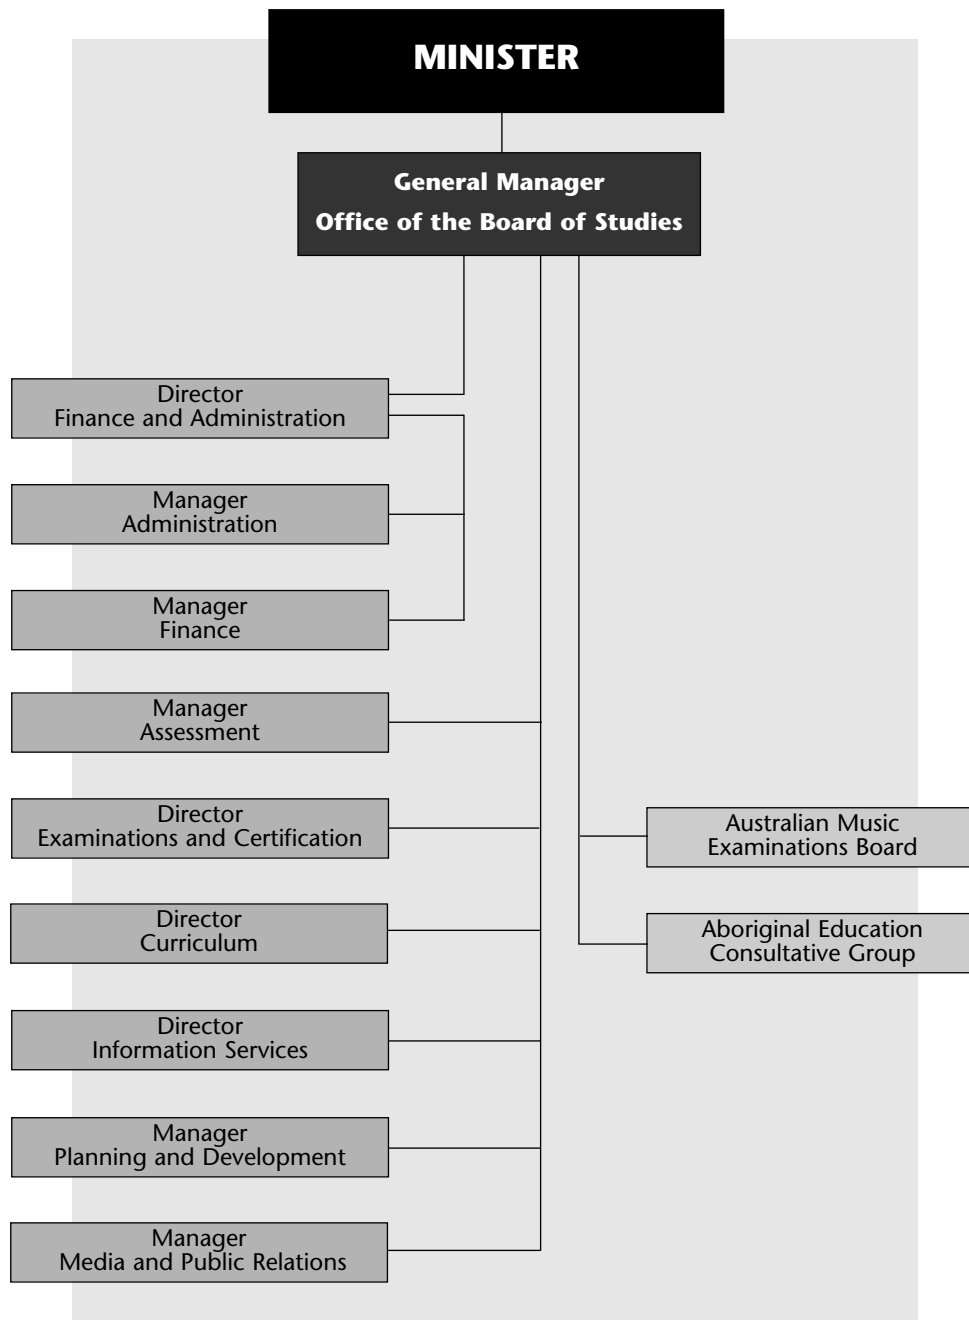 MINISTER
General Manager
Office of the Board of Studies
Director
Finance and Administration
Manager
Administration
Manager
Finance
Manager
Assessment
Director
Examinations and Certification
Director
Curriculum
Director
Information Services
Manager
Planning and Development
Manager
Media and Public Relations
Australian Music
Examinations Board
Aboriginal Education
Consultative Group